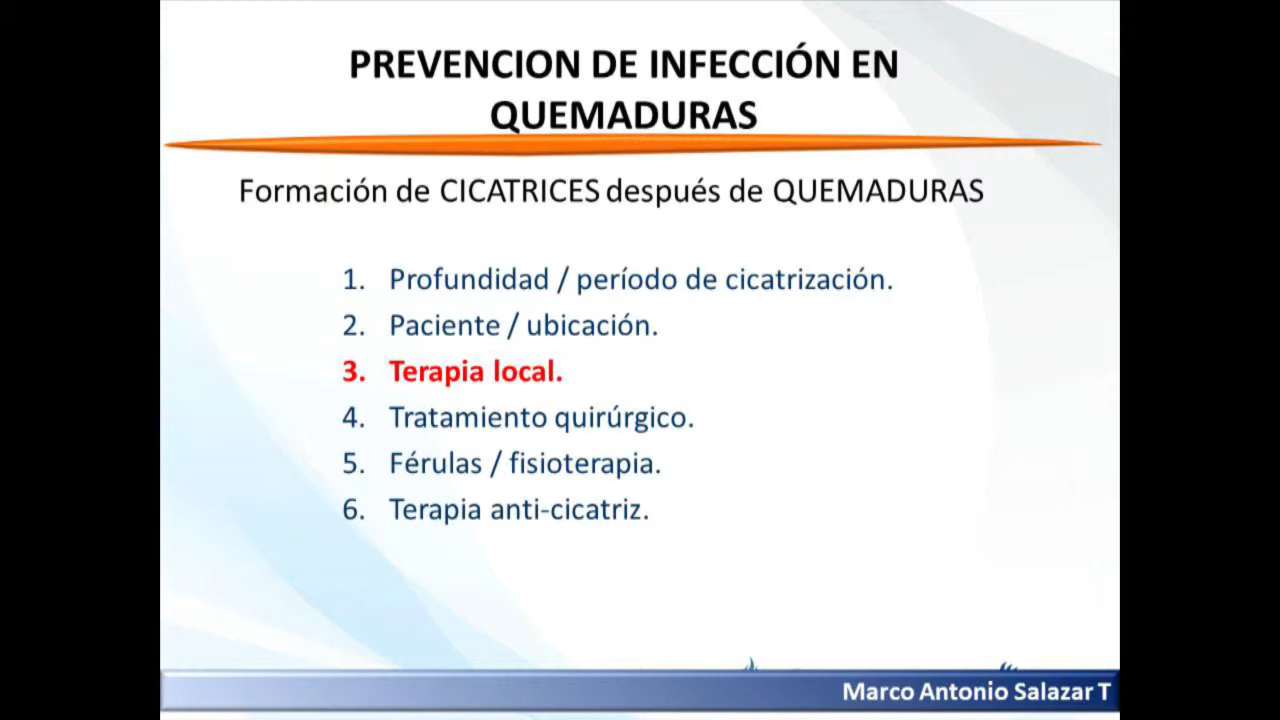 PREVENCION DE INFECCIÓN EN
QUEMADURAS
Formación de CICATRICES después de QUEMADURAS
1. Profundidad / período de cicatrización.
2. Paciente / ubicación.
3. Terapia local.
4. Tratamiento quirúrgico.
5. Férulas / fisioterapia.
6. Terapia anti-cicatriz.
Marco Antonio Salazar T